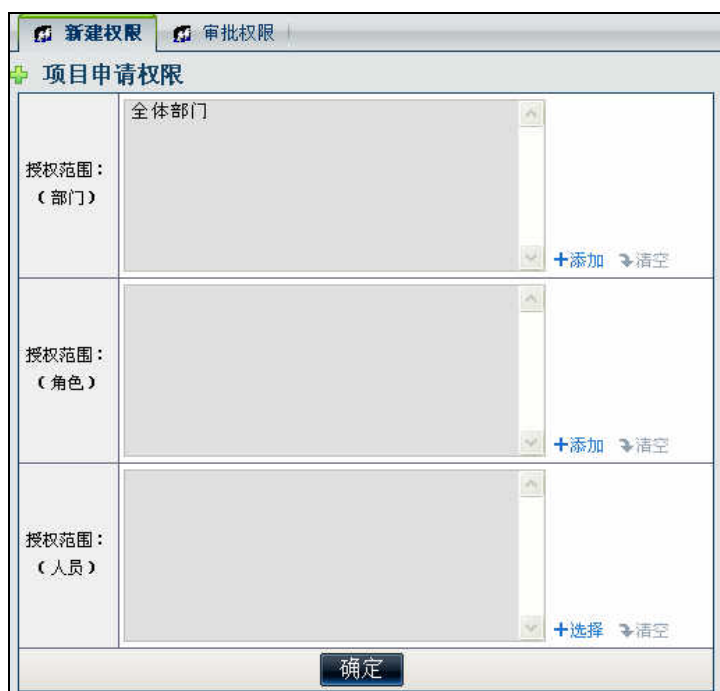 新建权限 审批权限
项目申请权限
全体部门
授权范围：
（部门）
添加 清空
授权范围：
（角色）
添加 清空
授权范围：
（人员）
选择 清空
确定